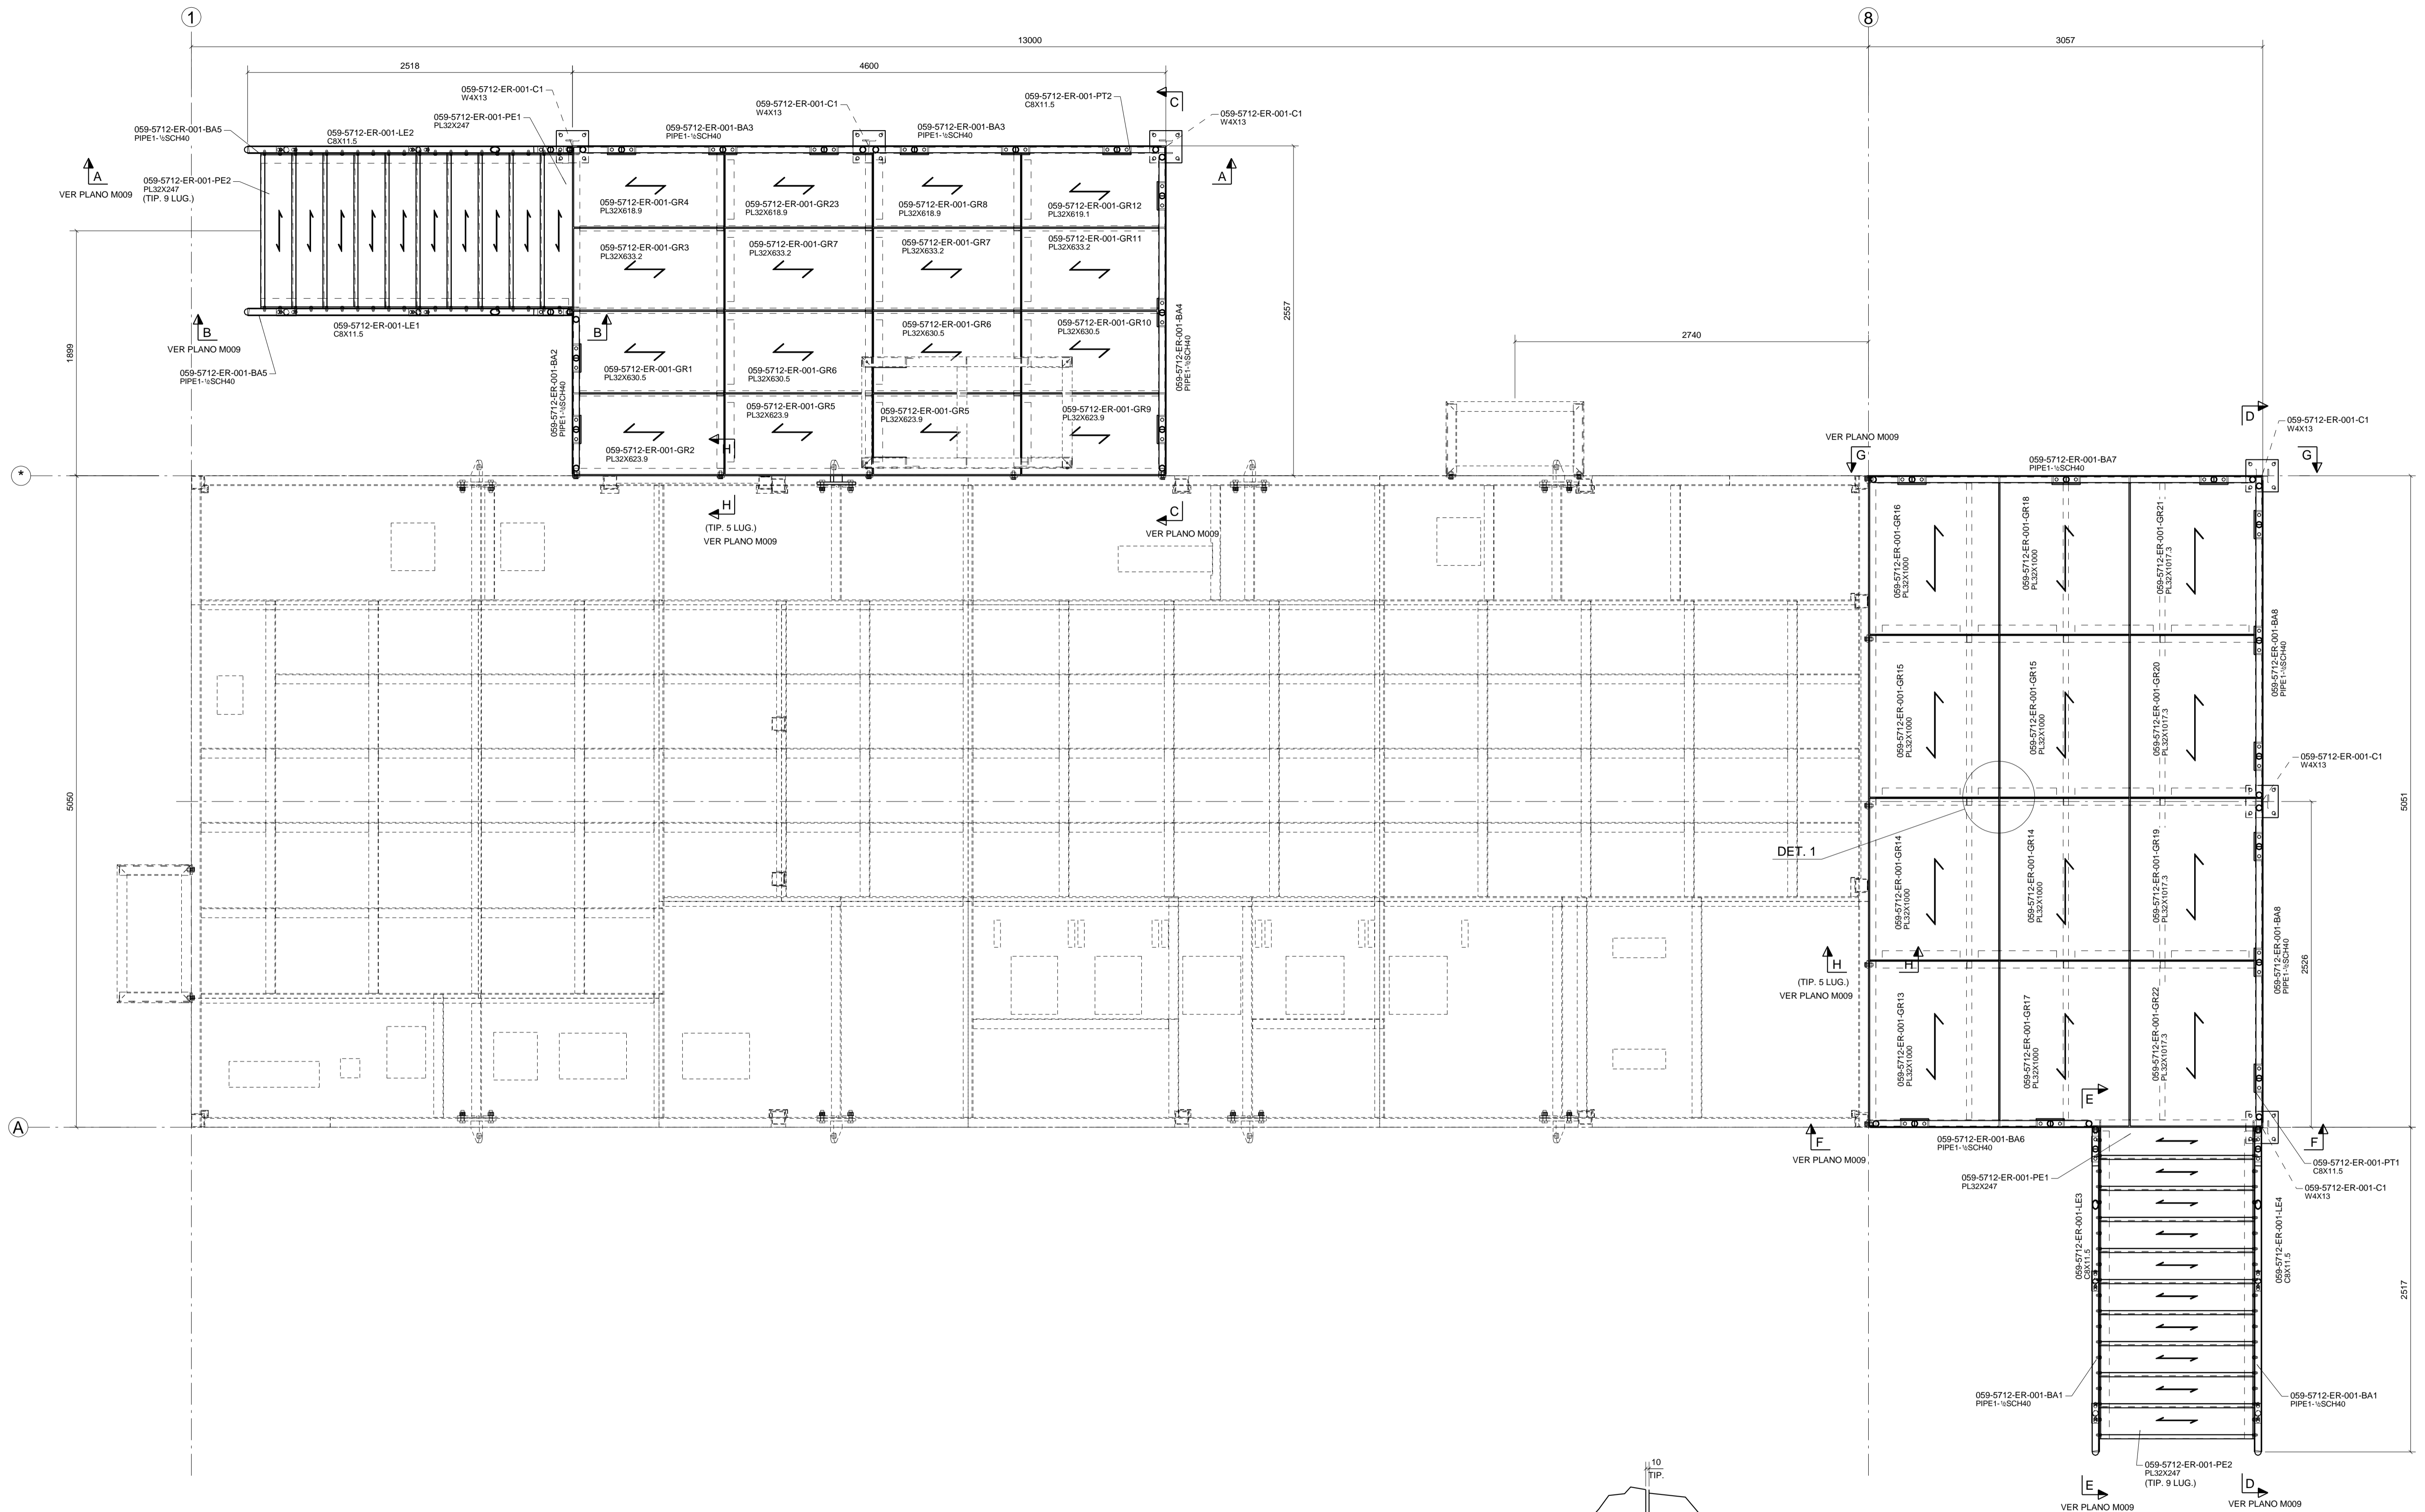 1
8
13000
3057
2518
4600
059-5712-ER-001-C1
W4X13
059-5712-ER-001-PE1
PL32X247
059-5712-ER-001-BA5
PIPE1-½SCH40
059-5712-ER-001-LE2
C8X11.5
059-5712-ER-001-BA3
PIPE1-½SCH40
059-5712-ER-001-C1
W4X13
059-5712-ER-001-BA3
PIPE1-½SCH40
059-5712-ER-001-PT2
C8X11.5
C
059-5712-ER-001-C1
W4X13
A
VER PLANO M009
059-5712-ER-001-PE2
PL32X247
(TIP. 9 LUG.)
A
059-5712-ER-001-GR4
PL32X618.9
059-5712-ER-001-GR23
PL32X618.9
059-5712-ER-001-GR8
PL32X618.9
059-5712-ER-001-GR12
PL32X619.1
059-5712-ER-001-GR3
PL32X633.2
059-5712-ER-001-GR7
PL32X633.2
059-5712-ER-001-GR7
PL32X633.2
059-5712-ER-001-GR11
PL32X633.2
2557
1899
B
VER PLANO M009
059-5712-ER-001-LE1
C8X11.5
B
059-5712-ER-001-BA5
PIPE1-½SCH40
059-5712-ER-001-BA2
PIPE1-½SCH40
059-5712-ER-001-GR1
PL32X630.5
059-5712-ER-001-GR6
PL32X630.5
059-5712-ER-001-GR6
PL32X630.5
059-5712-ER-001-GR10
PL32X630.5
059-5712-ER-001-BA4
PIPE1-½SCH40
2740
059-5712-ER-001-GR5
PL32X623.9
059-5712-ER-001-GR5
PL32X623.9
059-5712-ER-001-GR9
PL32X623.9
059-5712-ER-001-GR2
PL32X623.9
H
H
(TIP. 5 LUG.)
VER PLANO M009
C
VER PLANO M009
*
D
059-5712-ER-001-C1
W4X13
VER PLANO M009
G
059-5712-ER-001-BA7
PIPE1-½SCH40
G
059-5712-ER-001-GR16
PL32X1000
059-5712-ER-001-GR18
PL32X1000
059-5712-ER-001-GR21
PL32X1017.3
059-5712-ER-001-BA8
PIPE1-½SCH40
059-5712-ER-001-GR15
PL32X1000
059-5712-ER-001-GR15
PL32X1000
059-5712-ER-001-GR20
PL32X1017.3
059-5712-ER-001-C1
W4X13
5050
5051
DET. 1
059-5712-ER-001-GR14
PL32X1000
059-5712-ER-001-GR14
PL32X1000
059-5712-ER-001-GR19
PL32X1017.3
059-5712-ER-001-BA8
PIPE1-½SCH40
2526
H
(TIP. 5 LUG.)
VER PLANO M009
H
059-5712-ER-001-GR13
PL32X1000
059-5712-ER-001-GR17
PL32X1000
059-5712-ER-001-GR22
PL32X1017.3
E
A
F
VER PLANO M009
059-5712-ER-001-BA6
PIPE1-½SCH40
F
059-5712-ER-001-PE1
PL32X247
059-5712-ER-001-PT1
C8X11.5
059-5712-ER-001-C1
W4X13
059-5712-ER-001-LE3
C8X11.5
059-5712-ER-001-LE4
C8X11.5
2517
059-5712-ER-001-BA1
PIPE1-½SCH40
059-5712-ER-001-BA1
PIPE1-½SCH40
059-5712-ER-001-PE2
PL32X247
(TIP. 9 LUG.)
E
VER PLANO M009
D
VER PLANO M009
10
TIP.